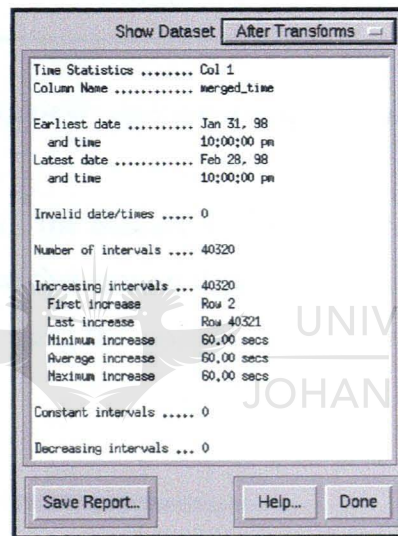 Show Dataset After Transforms
Time Statistics ........ Col 1
Column Name ............ merged_time
Earliest date .......... Jan 31, 98
and time 10:00:00 pm
Latest date ............ Feb 28, 98
and time 10:00:00 pm
Invalid date/times ..... 0
Number of intervals .... 40320
Increasing intervals ... 40320
First increase Row 2
Last increase Row 40321
Minimum increase 60.00 secs
Average increase 60.00 secs
Maximum increase 60.00 secs
Constant intervals ..... 0
Decreasing intervals ... 0
Save Report... Help... Done
UNIV
JOHAN